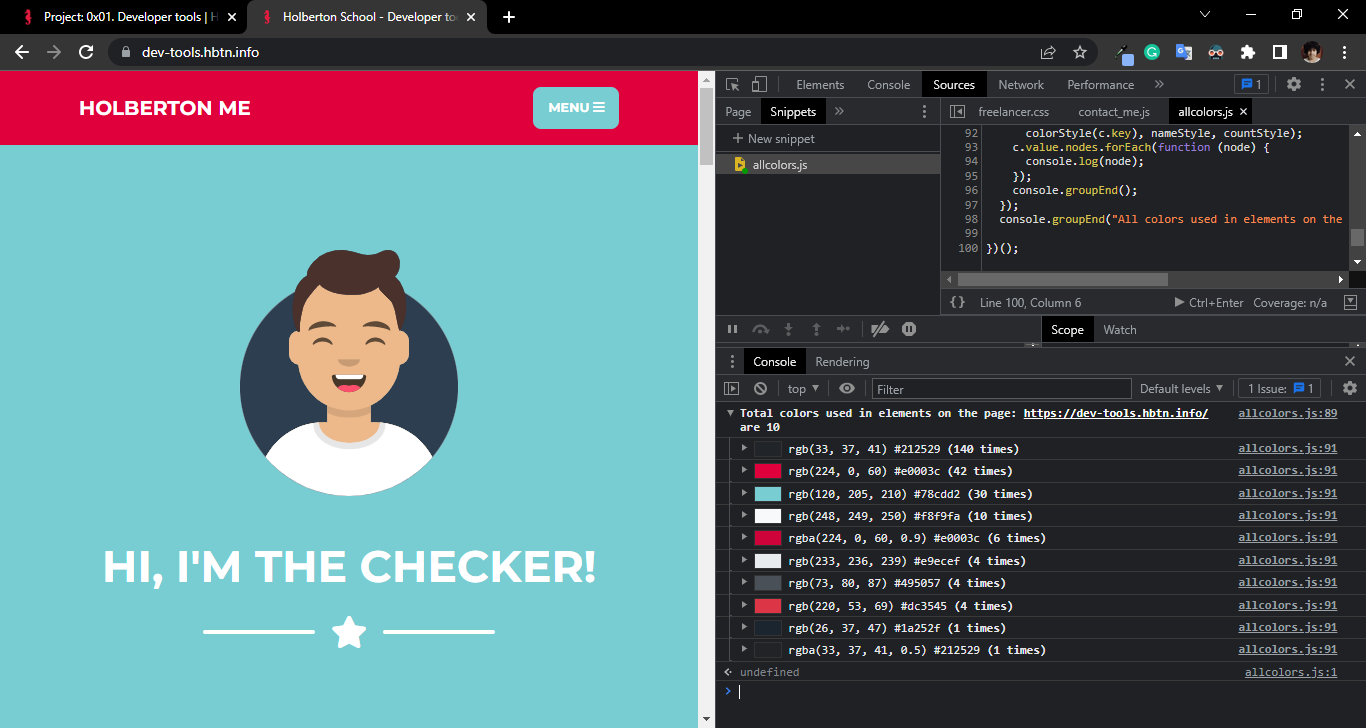 Project: 0x01. Developer tools | H
Holberton School - Developer to
dev-tools.hbtn.info
HOLBERTON ME
MENU
HI, I'M THE CHECKER!
Elements Console Sources Network Performance 1
Page Snippets
New snippet
allcolors.js
freelancer.css contact_me.js allcolors.js
92 colorStyle(c.key), nameStyle, countStyle);
93 c.value.nodes.forEach(function (node) {
94 console.log(node);
95 });
96 console.groupEnd();
97 });
98 console.groupEnd("All colors used in elements on the
99
100 })();
{} Line 100, Column 6 Ctrl+Enter Coverage: n/a
Scope Watch
Console Rendering
top Filter Default levels 1 Issue: 1
Total colors used in elements on the page: https://dev-tools.hbtn.info/ allcolors.js:89
are 10
rgb(33, 37, 41) #212529 (140 times) allcolors.js:91
rgb(224, 0, 60) #e0003c (42 times) allcolors.js:91
rgb(120, 205, 210) #78cdd2 (30 times) allcolors.js:91
rgb(248, 249, 250) #f8f9fa (10 times) allcolors.js:91
rgba(224, 0, 60, 0.9) #e0003c (6 times) allcolors.js:91
rgb(233, 236, 239) #e9ecef (4 times) allcolors.js:91
rgb(73, 80, 87) #495057 (4 times) allcolors.js:91
rgb(220, 53, 69) #dc3545 (4 times) allcolors.js:91
rgb(26, 37, 47) #1a252f (1 times) allcolors.js:91
rgba(33, 37, 41, 0.5) #212529 (1 times) allcolors.js:91
undefined allcolors.js:1